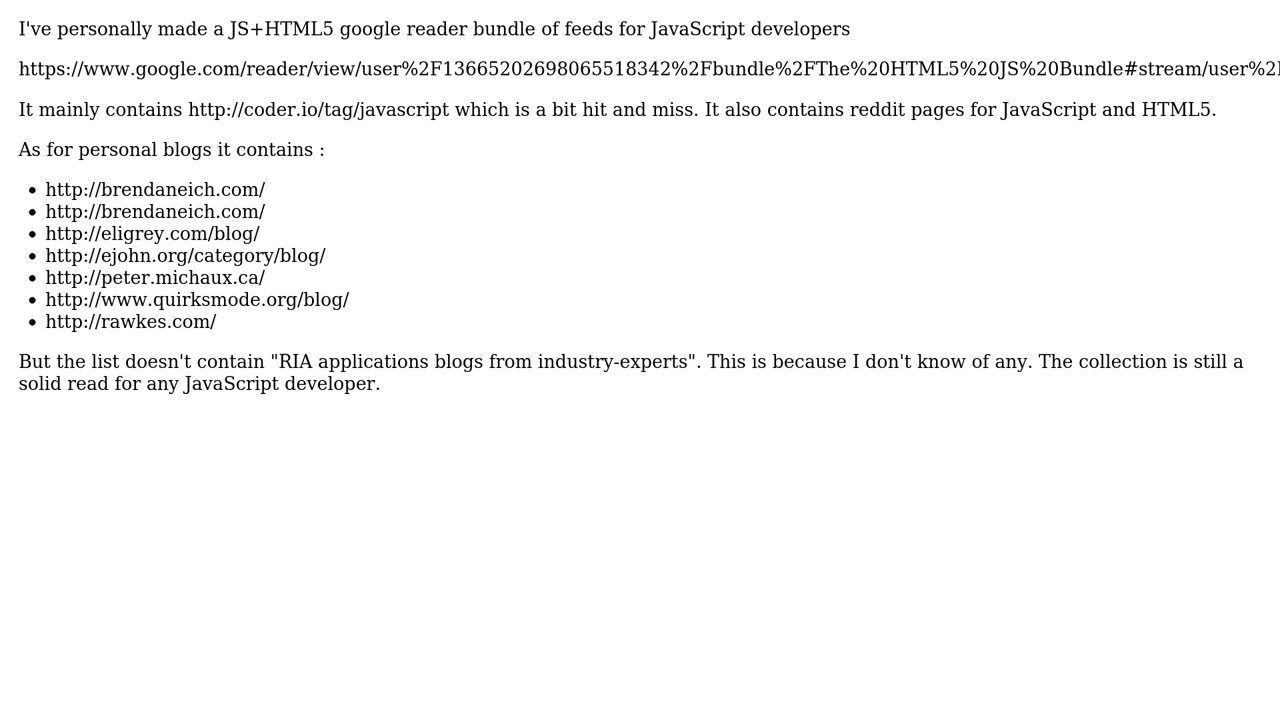 I've personally made a JS+HTML5 google reader bundle of feeds for JavaScript developers
https://www.google.com/reader/view/user%2F13665202698065518342%2Fbundle%2FThe%20HTML5%20JS%20Bundle#stream/user%2
It mainly contains http://coder.io/tag/javascript which is a bit hit and miss. It also contains reddit pages for JavaScript and HTML5.
As for personal blogs it contains :
• http://brendaneich.com/
• http://brendaneich.com/
• http://eligrey.com/blog/
• http://ejohn.org/category/blog/
• http://peter.michaux.ca/
• http://www.quirksmode.org/blog/
• http://rawkes.com/
But the list doesn't contain "RIA applications blogs from industry-experts". This is because I don't know of any. The collection is still a
solid read for any JavaScript developer.